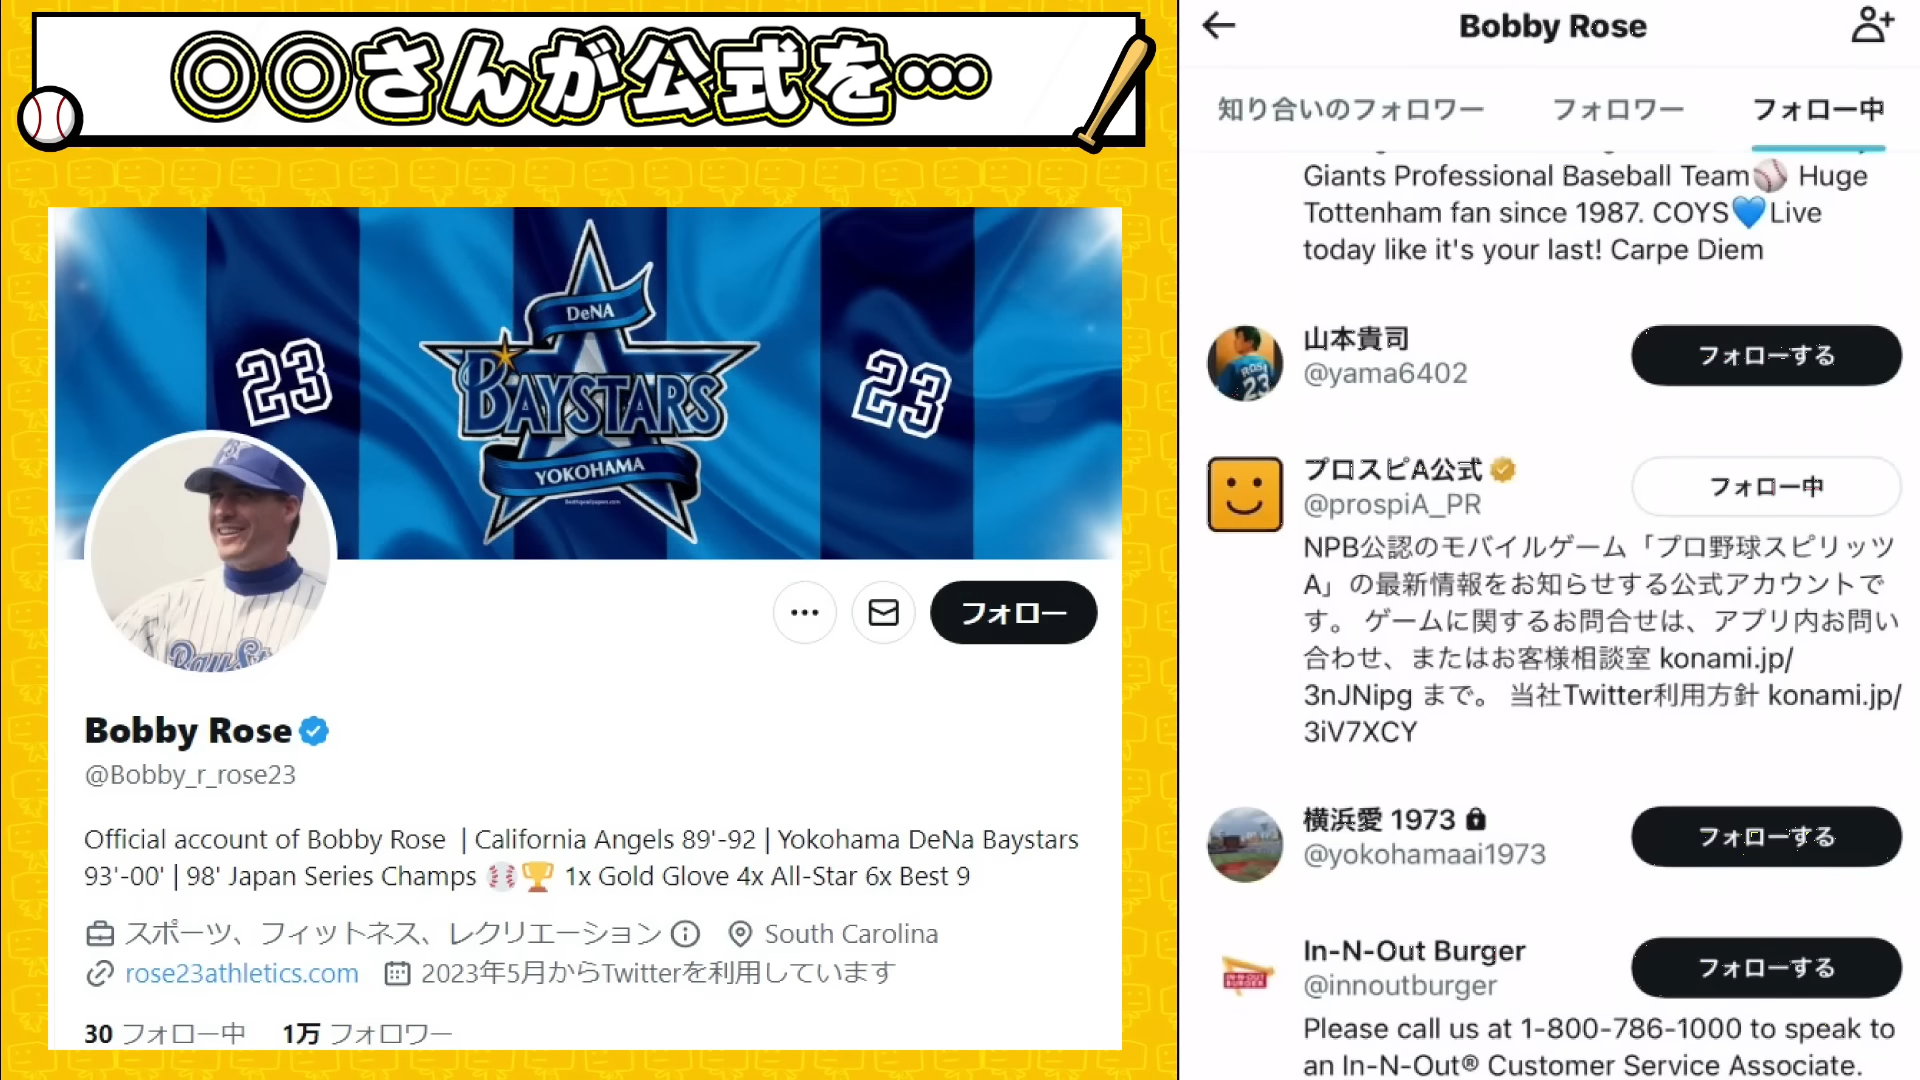 〇〇さんが公式を…
DeNA
BAYSTARS
YOKOHAMA
23
23
BaySt
フォロー
Bobby Rose
@Bobby_r_rose23
Official account of Bobby Rose | California Angels 89'-92 | Yokohama DeNa Baystars
93'-00' | 98' Japan Series Champs ⚾🏆 1x Gold Glove 4x All-Star 6x Best 9
スポーツ、フィットネス、レクリエーション South Carolina
rose23athletics.com 2023年5月からTwitterを利用しています
30 フォロー中 1万 フォロワー
Bobby Rose
知り合いのフォロワー フォロワー フォロー中
Giants Professional Baseball Team⚾ Huge
Tottenham fan since 1987. COYS💙Live
today like it's your last! Carpe Diem
ROSE
23
山本貴司
@yama6402
フォローする
プロスピA公式
@prospiA_PR
フォロー中
NPB公認のモバイルゲーム「プロ野球スピリッツ
A」の最新情報をお知らせする公式アカウントで
す。 ゲームに関するお問合せは、アプリ内お問い
合わせ、またはお客様相談室 konami.jp/
3nJNipg まで。 当社Twitter利用方針 konami.jp/
3iV7XCY
横浜愛 1973
@yokohamaai1973
フォローする
IN-N-OUT
BURGER
In-N-Out Burger
@innoutburger
フォローする
Please call us at 1-800-786-1000 to speak to
an In-N-Out® Customer Service Associate.